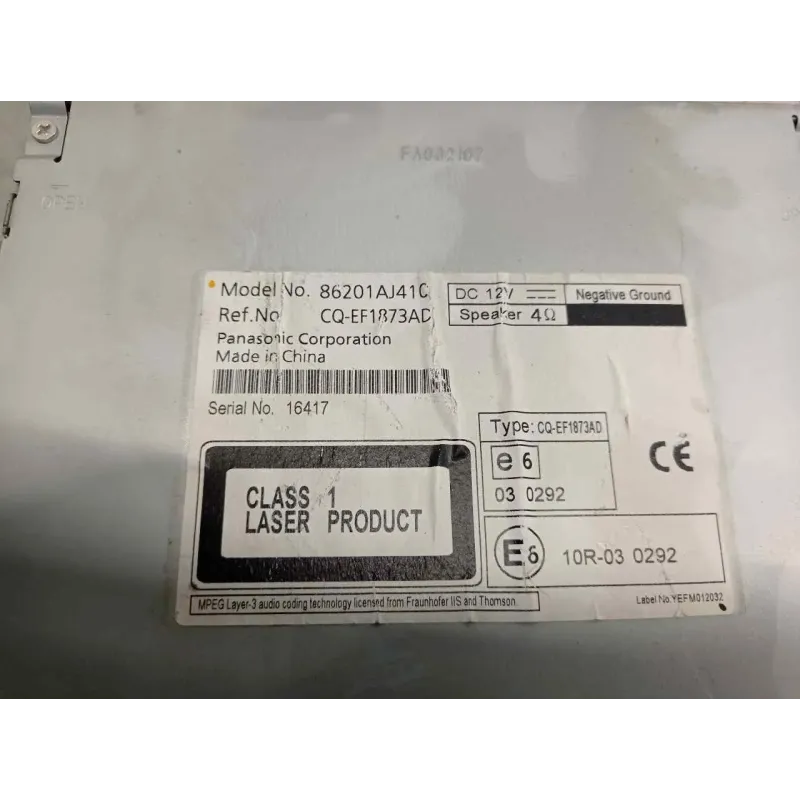 FA002107
OPEN
Model No. 86201AJ410
Ref.No CQ-EF1873AD
Panasonic Corporation
Made in China
Serial No. 16417
DC 12V Negative Ground
Speaker 4Ω
Type: CQ-EF1873AD
e 6
03 0292
CE
CLASS 1
LASER PRODUCT
E6 10R-03 0292
MPEG Layer-3 audio coding technology licensed from Fraunhofer IIS and Thomson.
Label No.YEFM012032